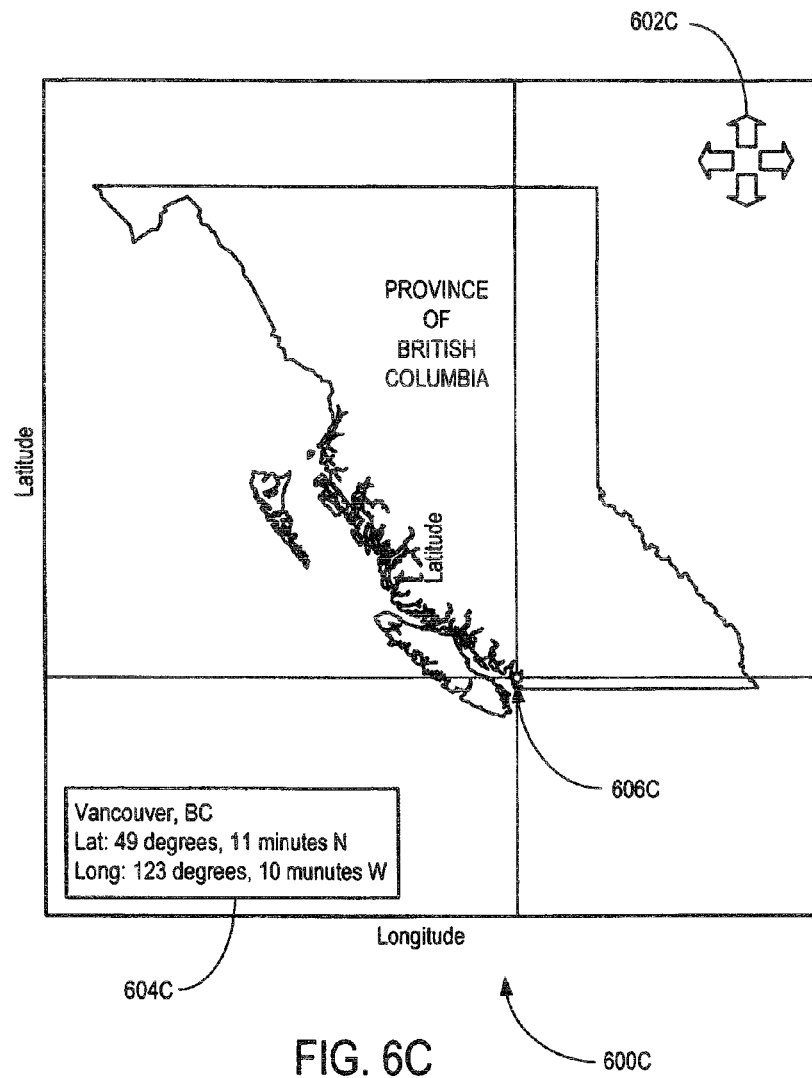 602C
PROVINCE
OF
BRITISH
COLUMBIA
Latitude
Latitude
606C
Vancouver, BC
Lat: 49 degrees, 11 minutes N
Long: 123 degrees, 10 munutes W
Longitude
604C
FIG. 6C
600C